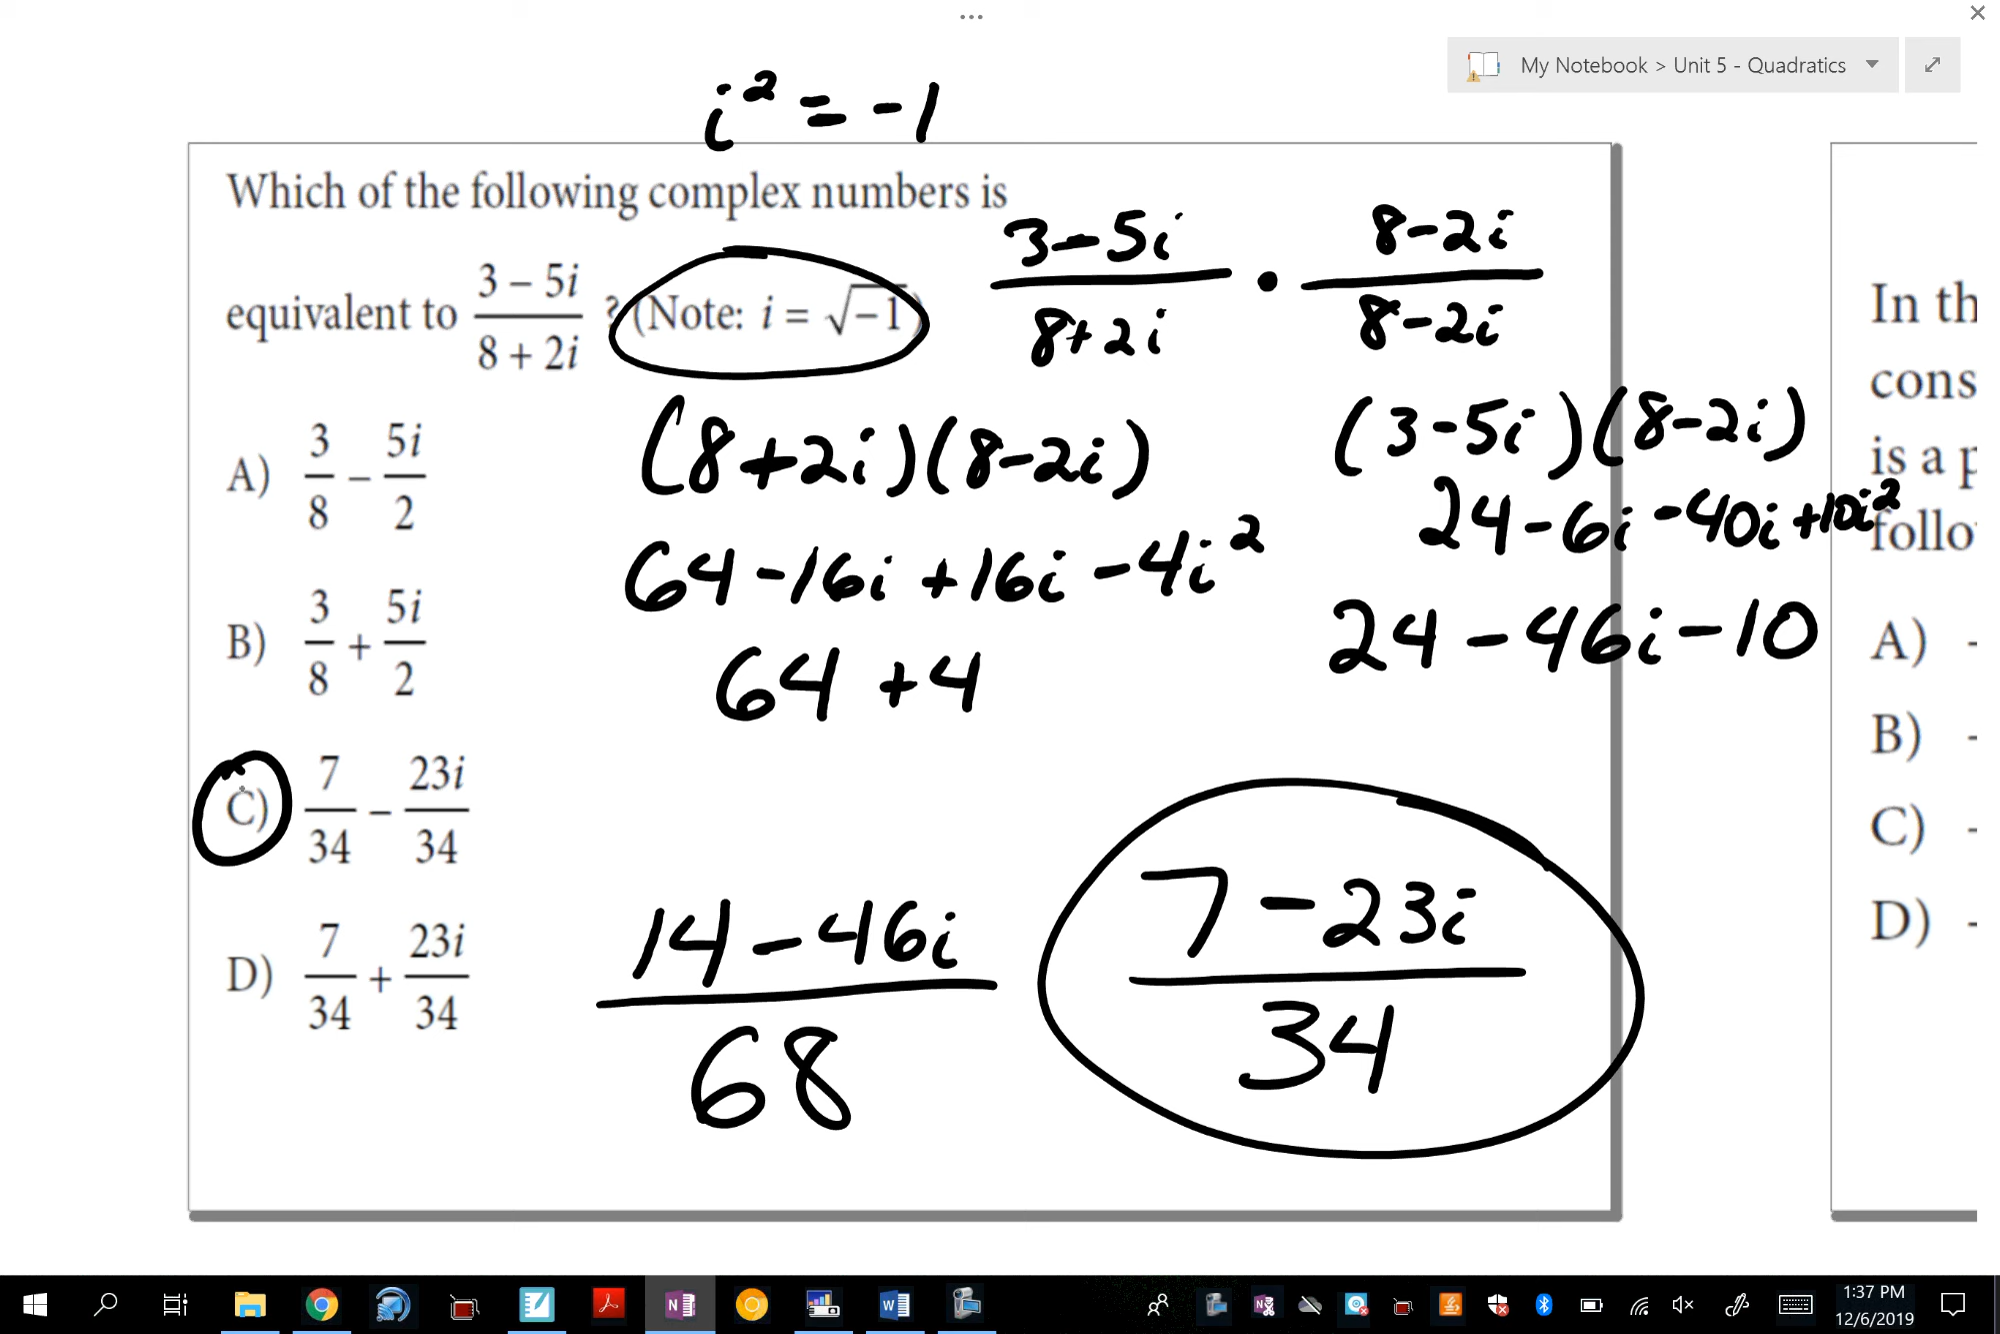 ...
My Notebook > Unit 5 - Quadratics
i² = -1
Which of the following complex numbers is
equivalent to (3 – 5i)/(8 + 2i) ? (Note: i = √−1)
(3-5i)/(8+2i) • (8-2i)/(8-2i)
A) 3/8 – 5i/2
B) 3/8 + 5i/2
C) 7/34 – 23i/34
D) 7/34 + 23i/34
(8+2i)(8-2i)
64-16i+16i-4i²
64+4
(3-5i)(8-2i)
24-6i-40i+10i²
24-46i-10
(14-46i)/68
(7-23i)/34
In th
cons
is a p
follo
A) -
B) -
C) -
D) -
1:37 PM
12/6/2019